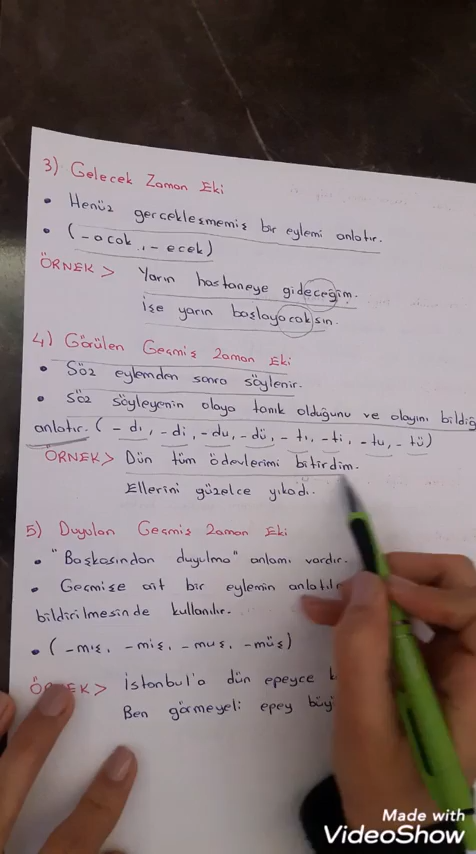 3) Gelecek Zaman Eki
• Henüz gerçekleşmemiş bir eylemi anlatır.
• (-acak, -ecek)
ÖRNEK > Yarın hastaneye gideceğim.
İşe yarın başlayacaksın.
4) Görülen Geçmiş Zaman Eki
• Söz eylemden sonra söylenir.
• Söz söyleyenin olaya tanık olduğunu ve olayını
anlatır. (-dı, -di, -du, -dü, -tı, -ti, -tu, -tü)
ÖRNEK > Dün tüm ödevlerimi bitirdim.
Ellerini güzelce yıkadı.
5) Duyulan Geçmiş Zaman Eki
• "Başkasından duyulma" anlamı vardır.
• Geçmişe ait bir eylemin
bildirilmesinde kullanılır.
• (-mış, -miş, -muş, -müş)
ÖRNEK > İstanbul'a dün epeyce
Ben görmeyeli epey
Made with
VideoShow